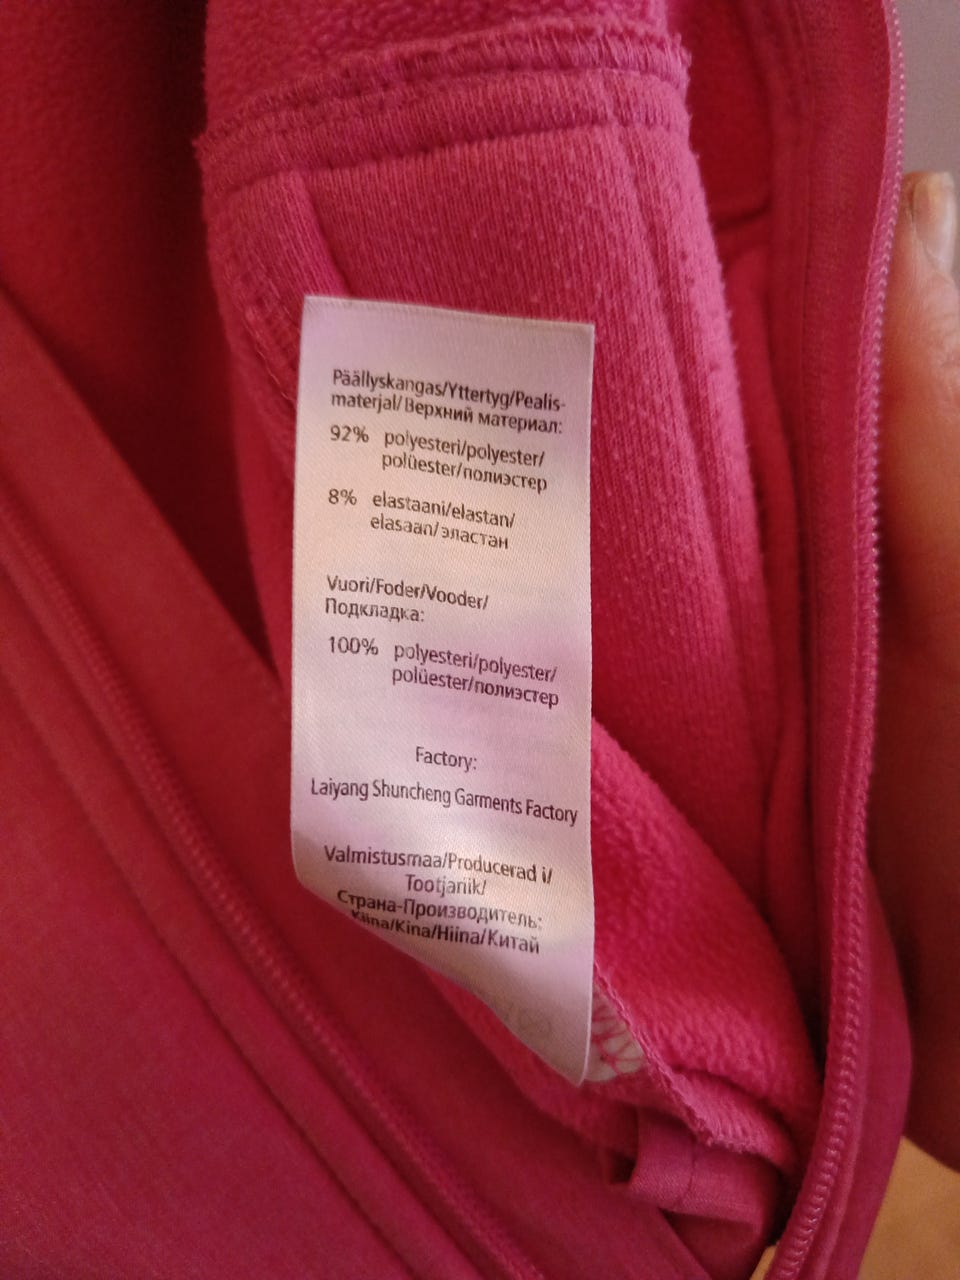 Päällyskangas/Yttertyg/Pealis-
materjal/Верхний материал:
92% polyesteri/polyester/
polüester/полиэстер
8% elastaani/elastan/
elasaan/эластан
Vuori/Foder/Vooder/
Подкладка:
100% polyesteri/polyester/
polüester/полиэстер
Factory:
Laiyang Shuncheng Garments Factory
Valmistusmaa/Producerad i/
Tootjariik/
Страна-Производитель:
Kiina/Kina/Hiina/Китай